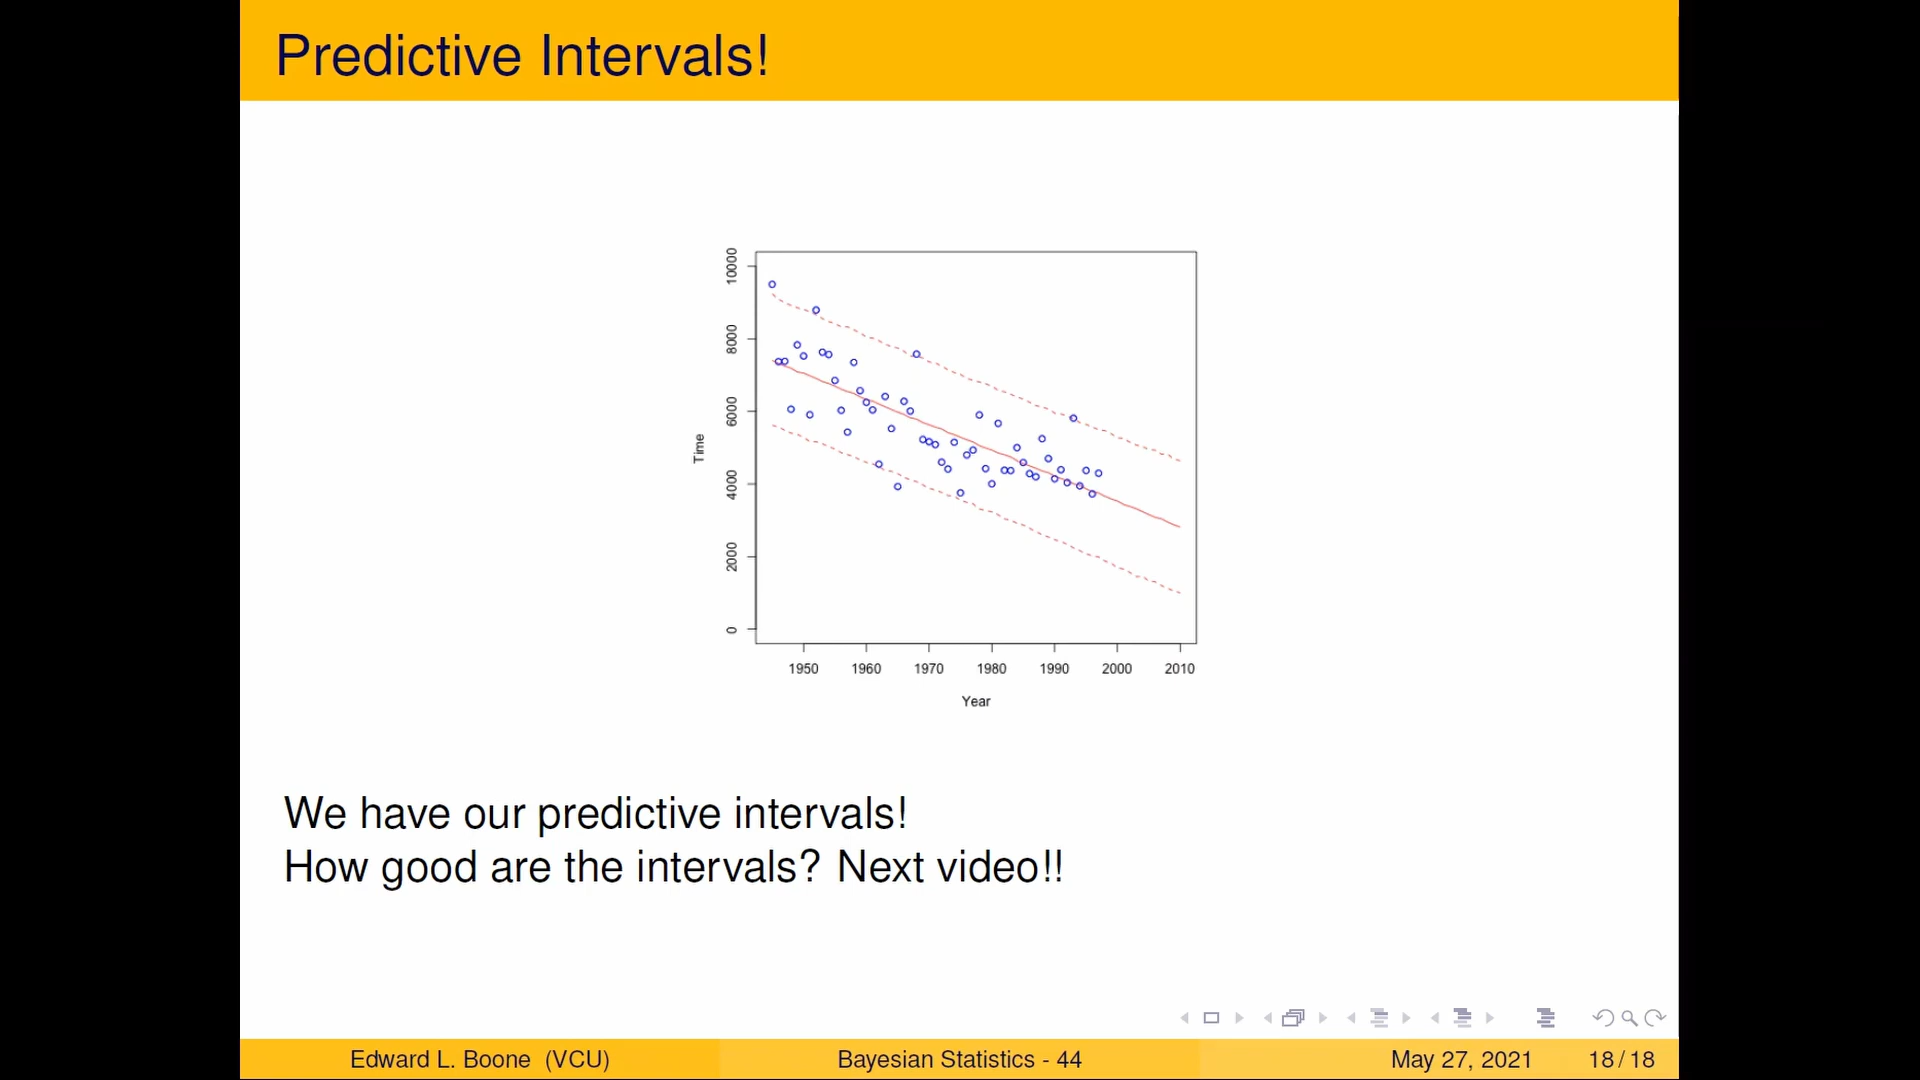 Predictive Intervals!
10000
8000
6000
4000
2000
0
Time
1950 1960 1970 1980 1990 2000 2010
Year
We have our predictive intervals!
How good are the intervals? Next video!!
Edward L. Boone (VCU) Bayesian Statistics - 44 May 27, 2021 18 / 18